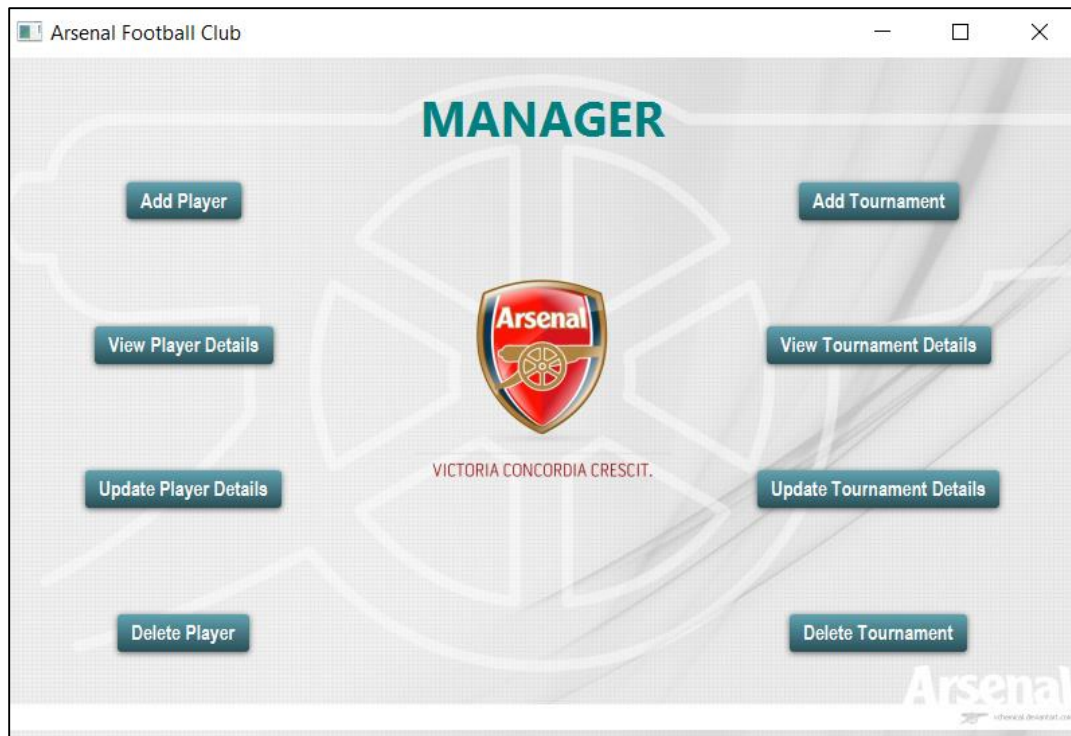 Arsenal Football Club
MANAGER
Add Player
Add Tournament
Arsenal
View Player Details
View Tournament Details
VICTORIA CONCORDIA CRESCIT.
Update Player Details
Update Tournament Details
Delete Player
Delete Tournament
Arsenal